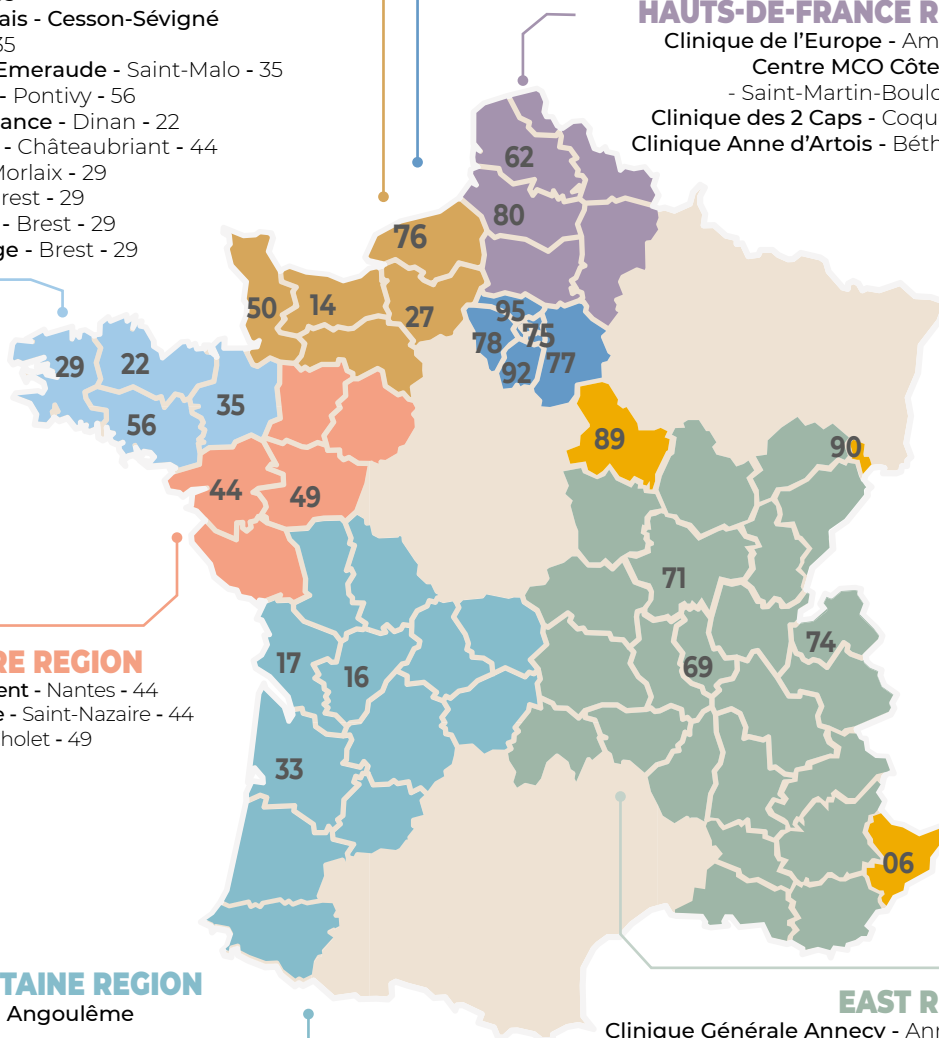 ais - Cesson-Sévigné
35
Emeraude - Saint-Malo - 35
- Pontivy - 56
ance - Dinan - 22
- Châteaubriant - 44
Morlaix - 29
rest - 29
- Brest - 29
ge - Brest - 29
HAUTS-DE-FRANCE R
Clinique de l’Europe - Am
Centre MCO Côte
- Saint-Martin-Boulo
Clinique des 2 Caps - Coqu
Clinique Anne d’Artois - Béth
62
80
76
50
14
27
95
75
78
92
77
29
22
35
56
89
90
44
49
71
74
69
17
16
33
06
RE REGION
ent - Nantes - 44
e - Saint-Nazaire - 44
holet - 49
TAINE REGION
Angoulême
EAST R
Clinique Générale Annecy - Ann